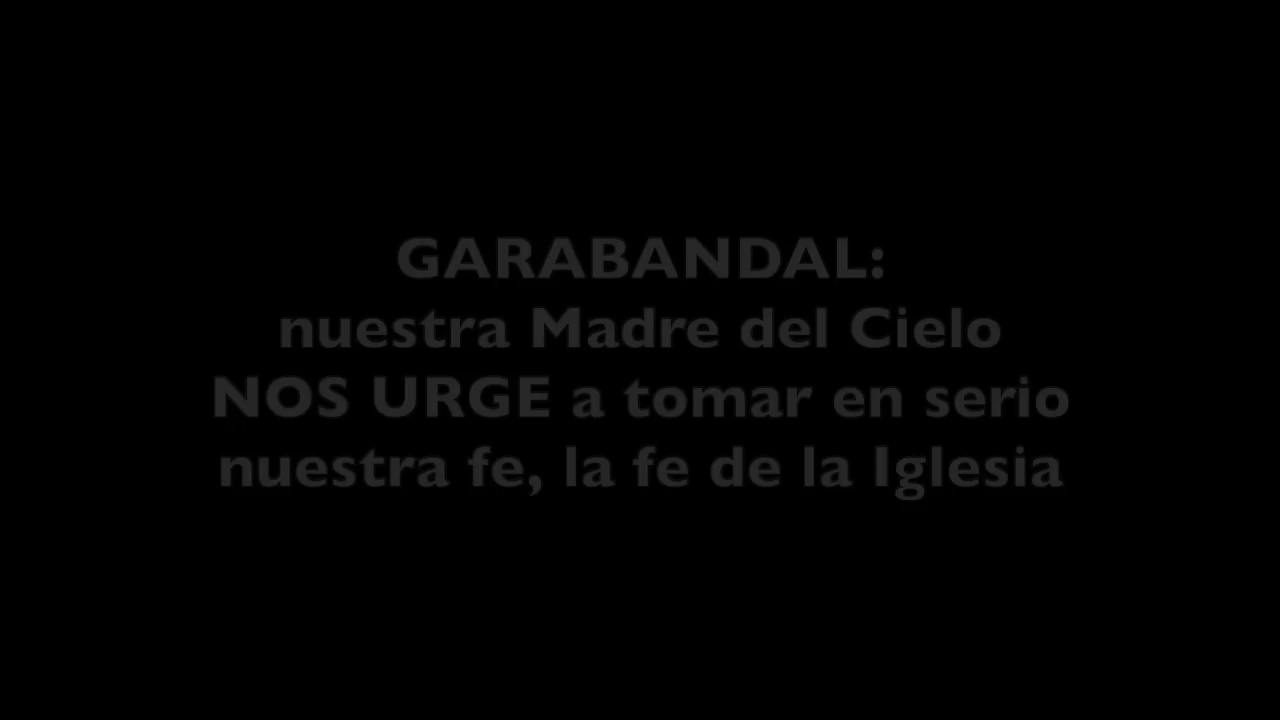 GARABANDAL:
nuestra Madre del Cielo
NOS URGE a tomar en serio
nuestra fe, la fe de la Iglesia